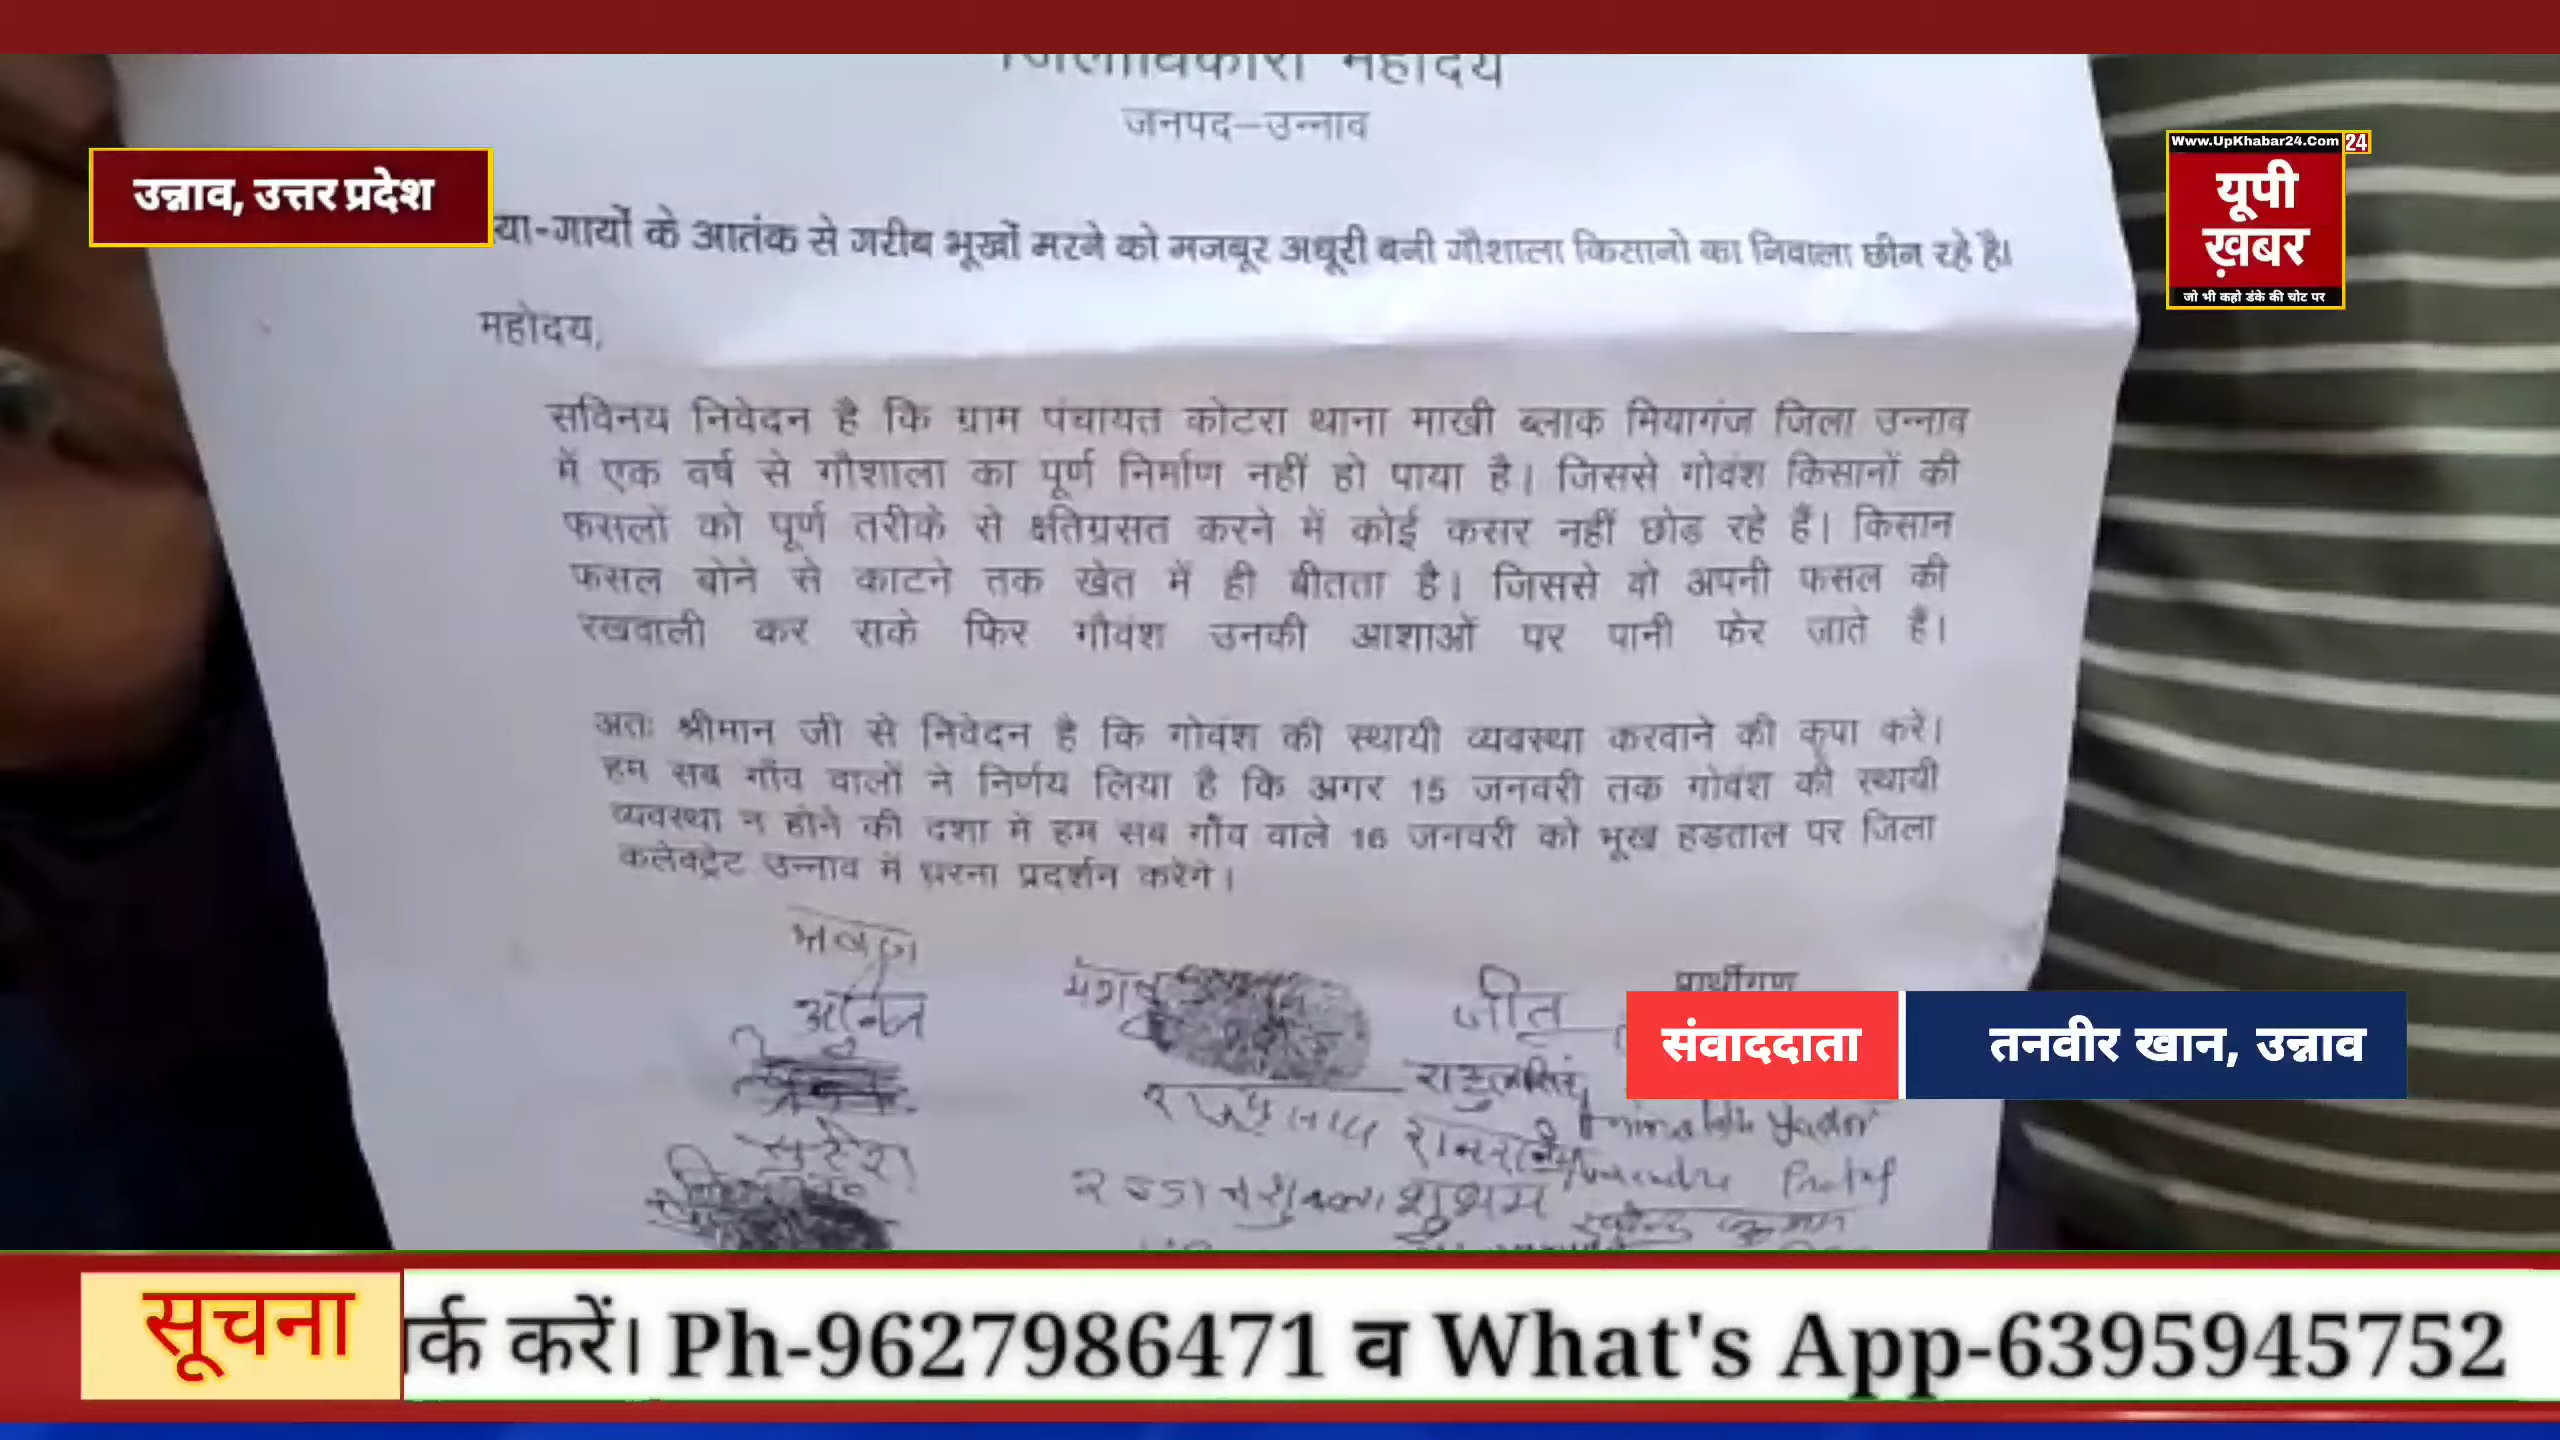 जिलाधिकारी महोदय
जनपद–उन्नाव
उन्नाव, उत्तर प्रदेश
Www.UpKhabar24.Com 24
यूपी
ख़बर
जो भी कहो डंके की चोट पर
या-गायों के आतंक से गरीब भूखों मरने को मजबूर अधूरी बनी गौशाला किसानो का निवाला छीन रहे है।
महोदय,
सविनय निवेदन है कि ग्राम पंचायत कोटरा थाना माखी ब्लाक मियागंज जिला उन्नाव
में एक वर्ष से गौशाला का पूर्ण निर्माण नहीं हो पाया है। जिससे गोवंश किसानों की
फसलों को पूर्ण तरीके से क्षतिग्रसत करने में कोई कसर नहीं छोड रहे हैं। किसान
फसल बोने से काटने तक खेत में ही बीतता है। जिससे वो अपनी फसल की
रखवाली कर सके फिर गौवंश उनकी आशाओं पर पानी फेर जाते हैं।
अतः श्रीमान जी से निवेदन है कि गोवंश की स्थायी व्यवस्था करवाने की कृपा करें।
हम सब गाँव वालों ने निर्णय लिया है कि अगर 15 जनवरी तक गोवंश की स्थायी
व्यवस्था न होने की दशा में हम सब गाँव वाले 16 जनवरी को भूख हडताल पर जिला
कलेक्ट्रेट उन्नाव में धरना प्रदर्शन करेंगे।
प्रार्थीगण
जीत
संवाददाता
तनवीर खान, उन्नाव
सुरेश
शुभम
सूचना
र्क करें। Ph-9627986471 व What's App-6395945752